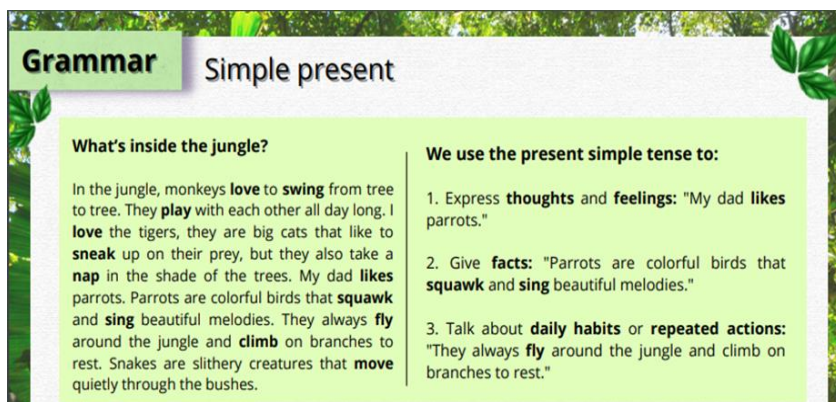 Grammar
Simple present
What's inside the jungle?
In the jungle, monkeys love to swing from tree
to tree. They play with each other all day long. I
love the tigers, they are big cats that like to
sneak up on their prey, but they also take a
nap in the shade of the trees. My dad likes
parrots. Parrots are colorful birds that squawk
and sing beautiful melodies. They always fly
around the jungle and climb on branches to
rest. Snakes are slithery creatures that move
quietly through the bushes.
We use the present simple tense to:
1. Express thoughts and feelings: "My dad likes
parrots."
2. Give facts: "Parrots are colorful birds that
squawk and sing beautiful melodies."
3. Talk about daily habits or repeated actions:
"They always fly around the jungle and climb on
branches to rest."